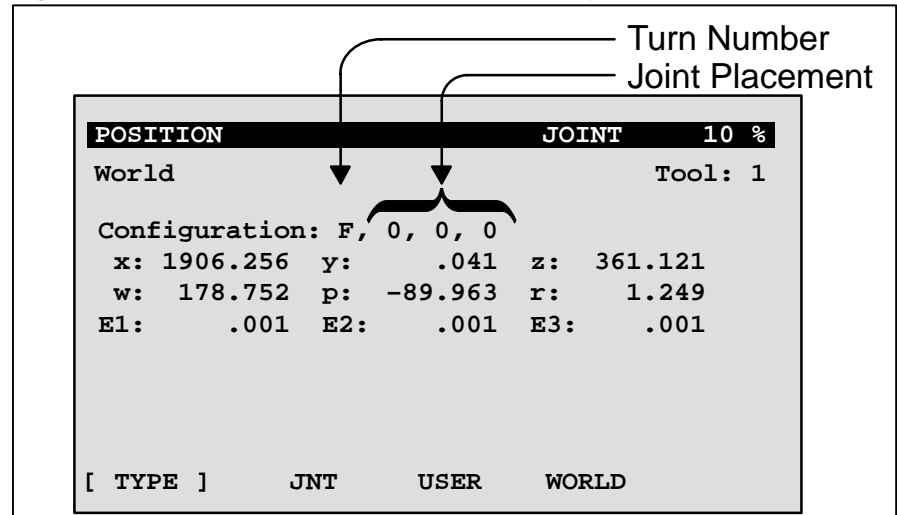 Turn Number
Joint Placement
POSITION JOINT 10 %
World Tool: 1
Configuration: F, 0, 0, 0
x: 1906.256 y: .041 z: 361.121
w: 178.752 p: -89.963 r: 1.249
E1: .001 E2: .001 E3: .001
[ TYPE ] JNT USER WORLD